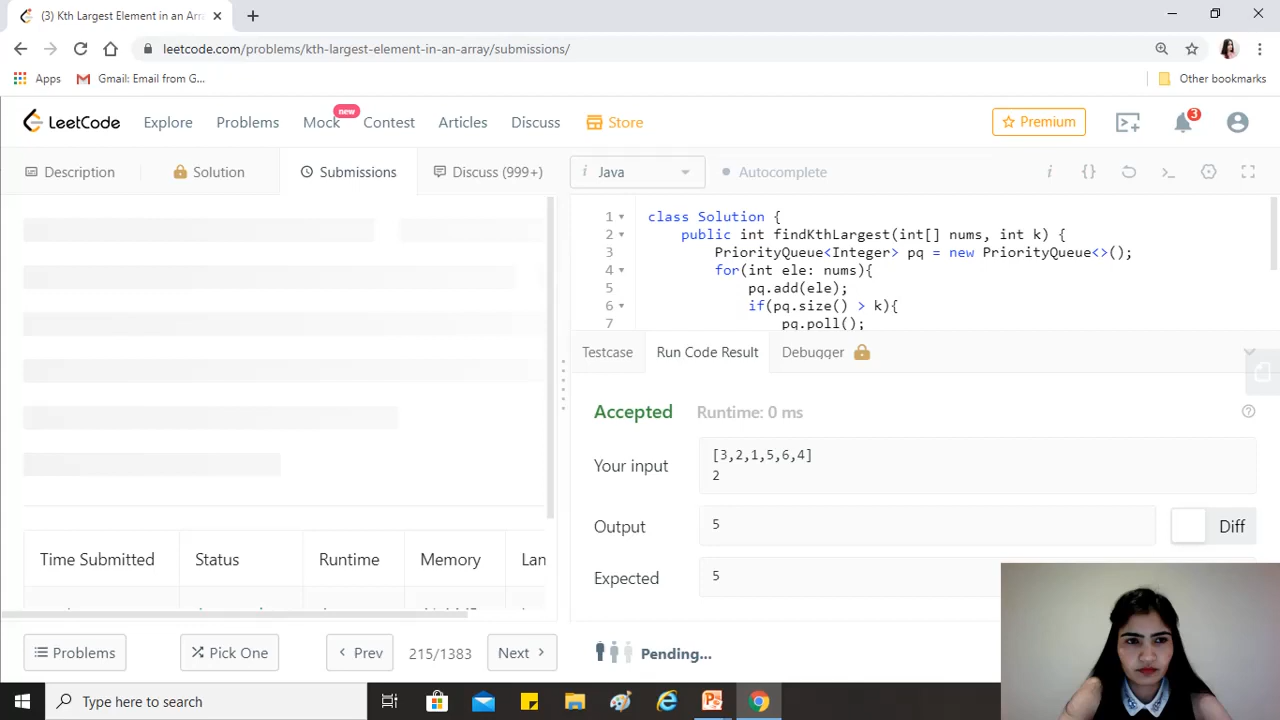 (3) Kth Largest Element in an Arr
leetcode.com/problems/kth-largest-element-in-an-array/submissions/
Apps
Gmail: Email from G...
Other bookmarks
LeetCode
Explore
Problems
Mock
new
Contest
Articles
Discuss
Store
Premium
3
Description
Solution
Submissions
Discuss (999+)
i Java
Autocomplete
i
{}
1 class Solution {
2 public int findKthLargest(int[] nums, int k) {
3 PriorityQueue<Integer> pq = new PriorityQueue<>();
4 for(int ele: nums){
5 pq.add(ele);
6 if(pq.size() > k){
7 pq.poll();
Testcase
Run Code Result
Debugger
Accepted
Runtime: 0 ms
Your input
[3,2,1,5,6,4]
2
Output
5
Diff
Expected
5
Time Submitted
Status
Runtime
Memory
Lan
Problems
Pick One
Prev
215/1383
Next
Pending...
Type here to search